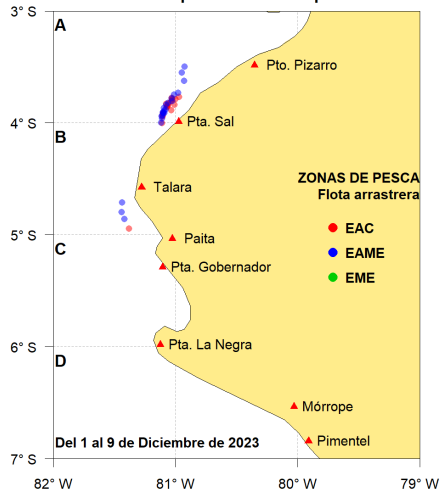 3° S
A
Pto. Pizarro
4° S
Pta. Sal
B
ZONAS DE PESCA
Talara
Flota arrastrera
EAC
5° S
Paita
C
EAME
Pta. Gobernador
EME
6° S
Pta. La Negra
D
Mórrope
Del 1 al 9 de Diciembre de 2023
Pimentel
7° S
82° W
81° W
80° W
79° W